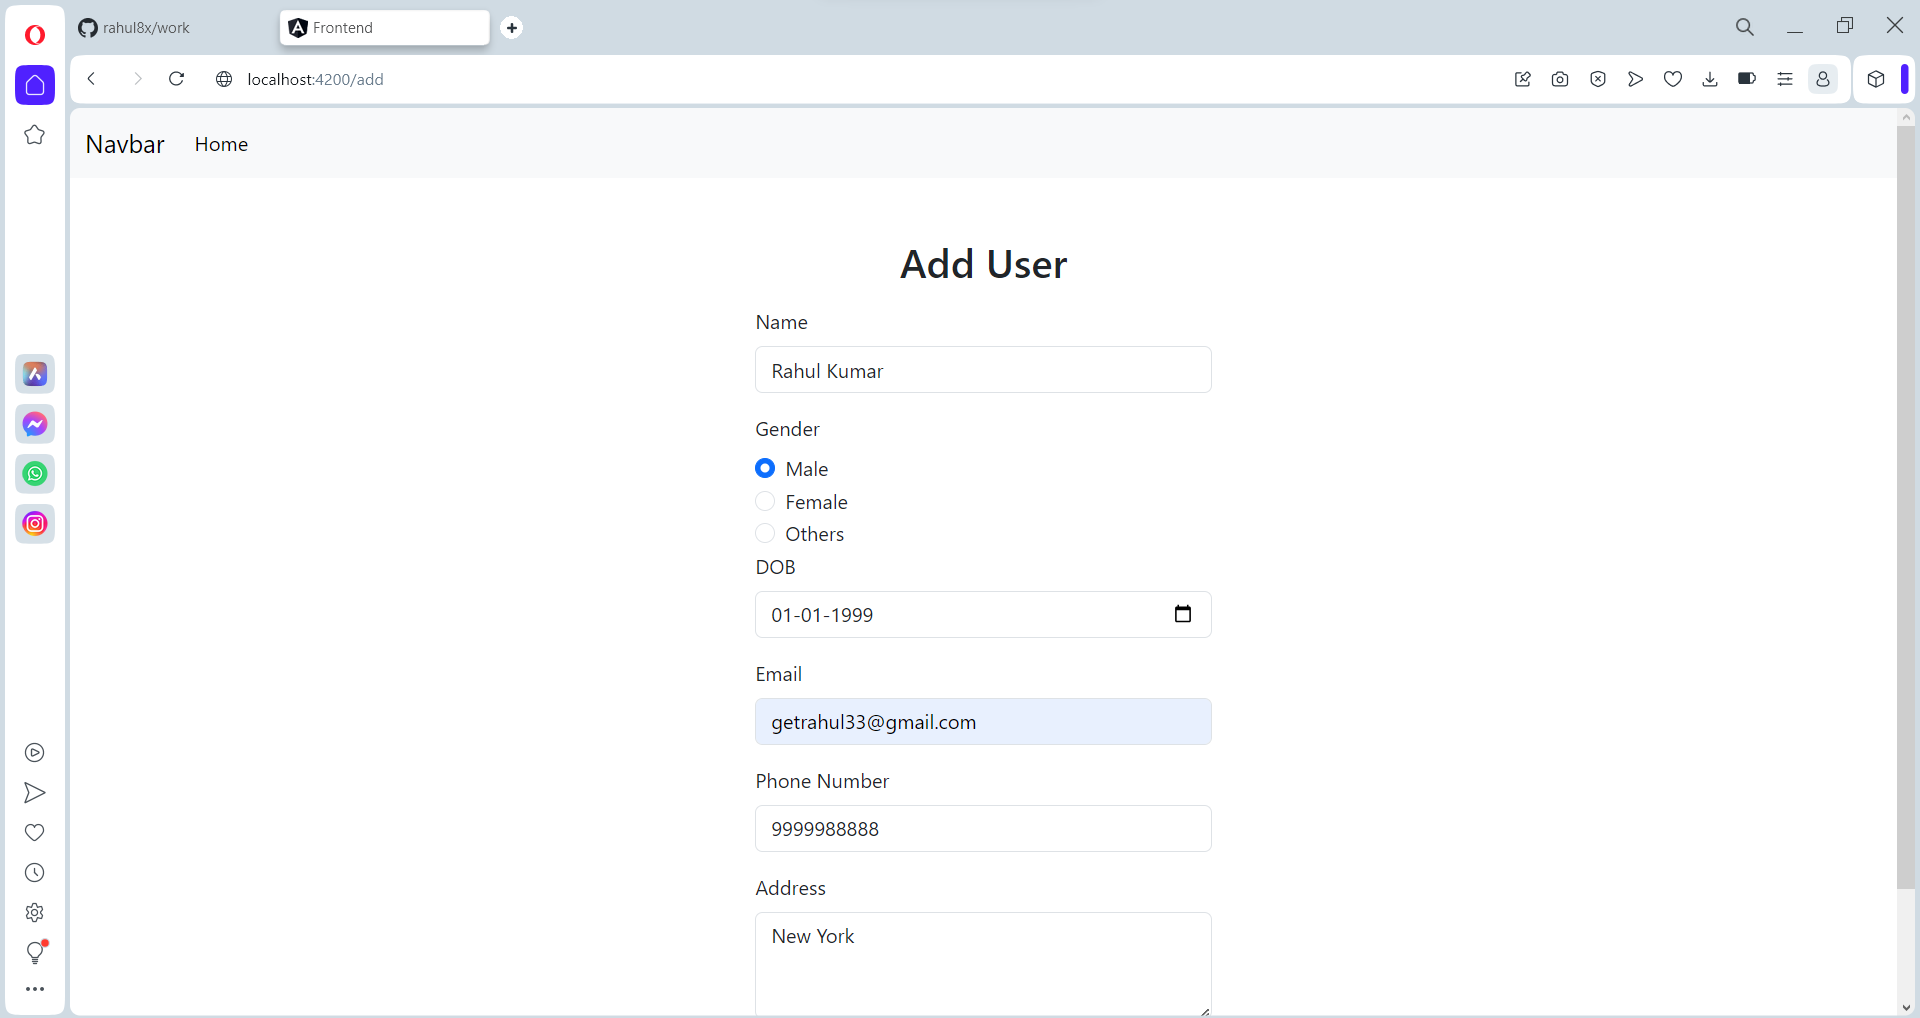 rahul8x/work
Frontend
localhost:4200/add
Navbar
Home
Add User
Name
Rahul Kumar
Gender
Male
Female
Others
DOB
01-01-1999
Email
getrahul33@gmail.com
Phone Number
9999988888
Address
New York